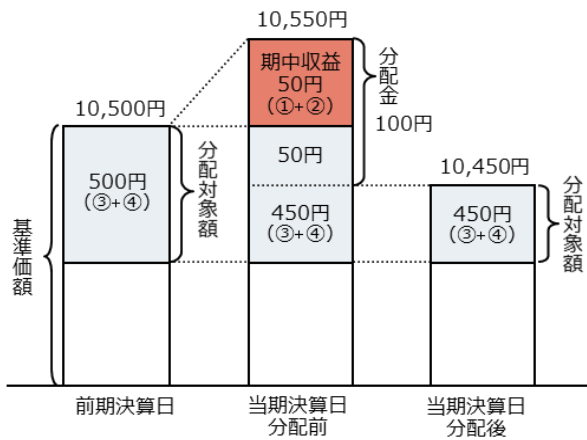 10,550円
期中収益
50円
(①+②)
分配金
100円
10,500円
500円
(③+④)
分配対象額
基準価額
50円
450円
(③+④)
10,450円
450円
(③+④)
分配対象額
前期決算日
当期決算日
分配前
当期決算日
分配後